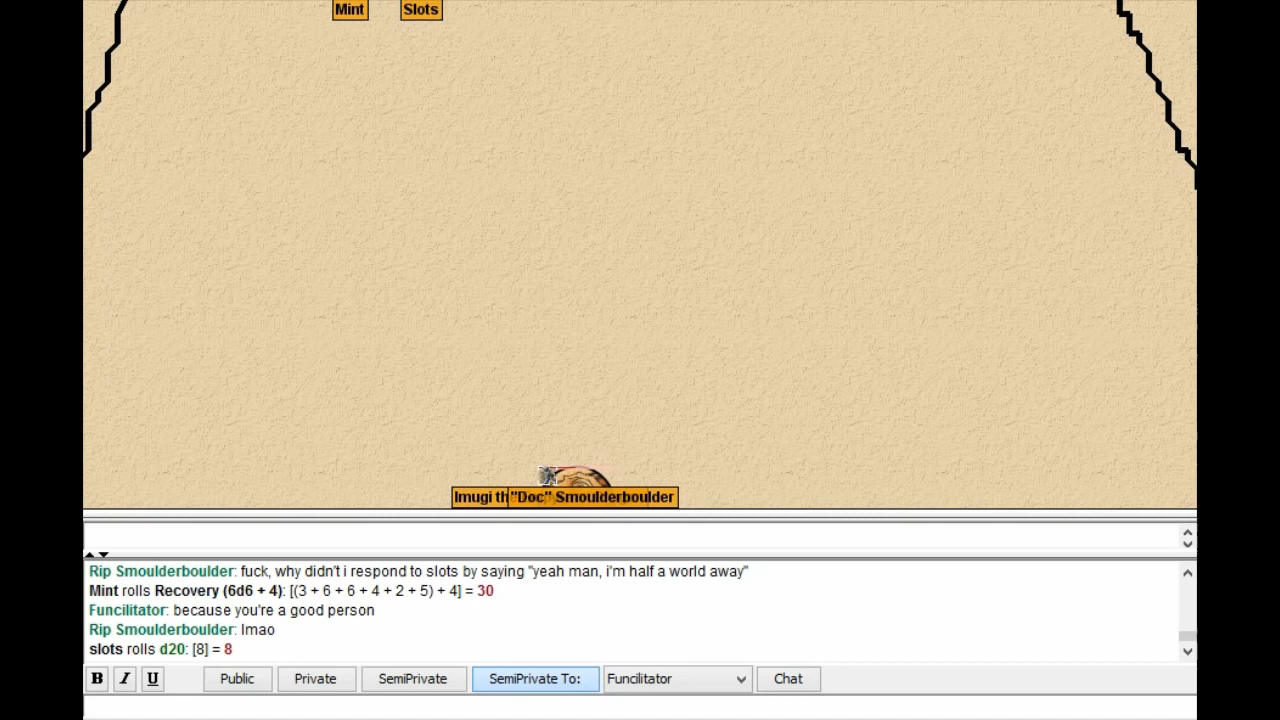 Mint Slots
Imugi th "Doc" Smoulderboulder
Rip Smoulderboulder: fuck, why didn't i respond to slots by saying "yeah man, i'm half a world away"
Mint rolls Recovery (6d6 + 4): [(3 + 6 + 6 + 4 + 2 + 5) + 4] = 30
Funcilitator: because you're a good person
Rip Smoulderboulder: lmao
slots rolls d20: [8] = 8
B I U Public Private SemiPrivate SemiPrivate To: Funcilitator Chat